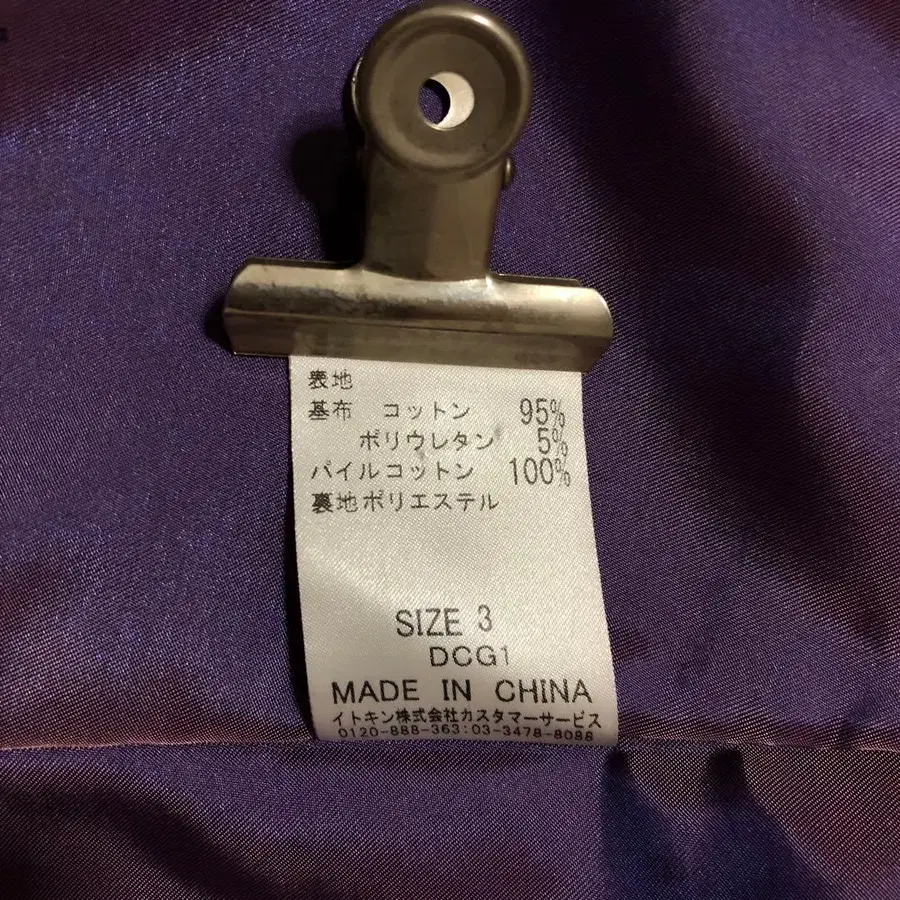 表地
基布 コットン 95%
ポリウレタン 5%
パイルコットン 100%
裏地ポリエステル
SIZE 3
DCG1
MADE IN CHINA
イトキン株式会社カスタマーサービス
0120-888-363:03-3478-8088